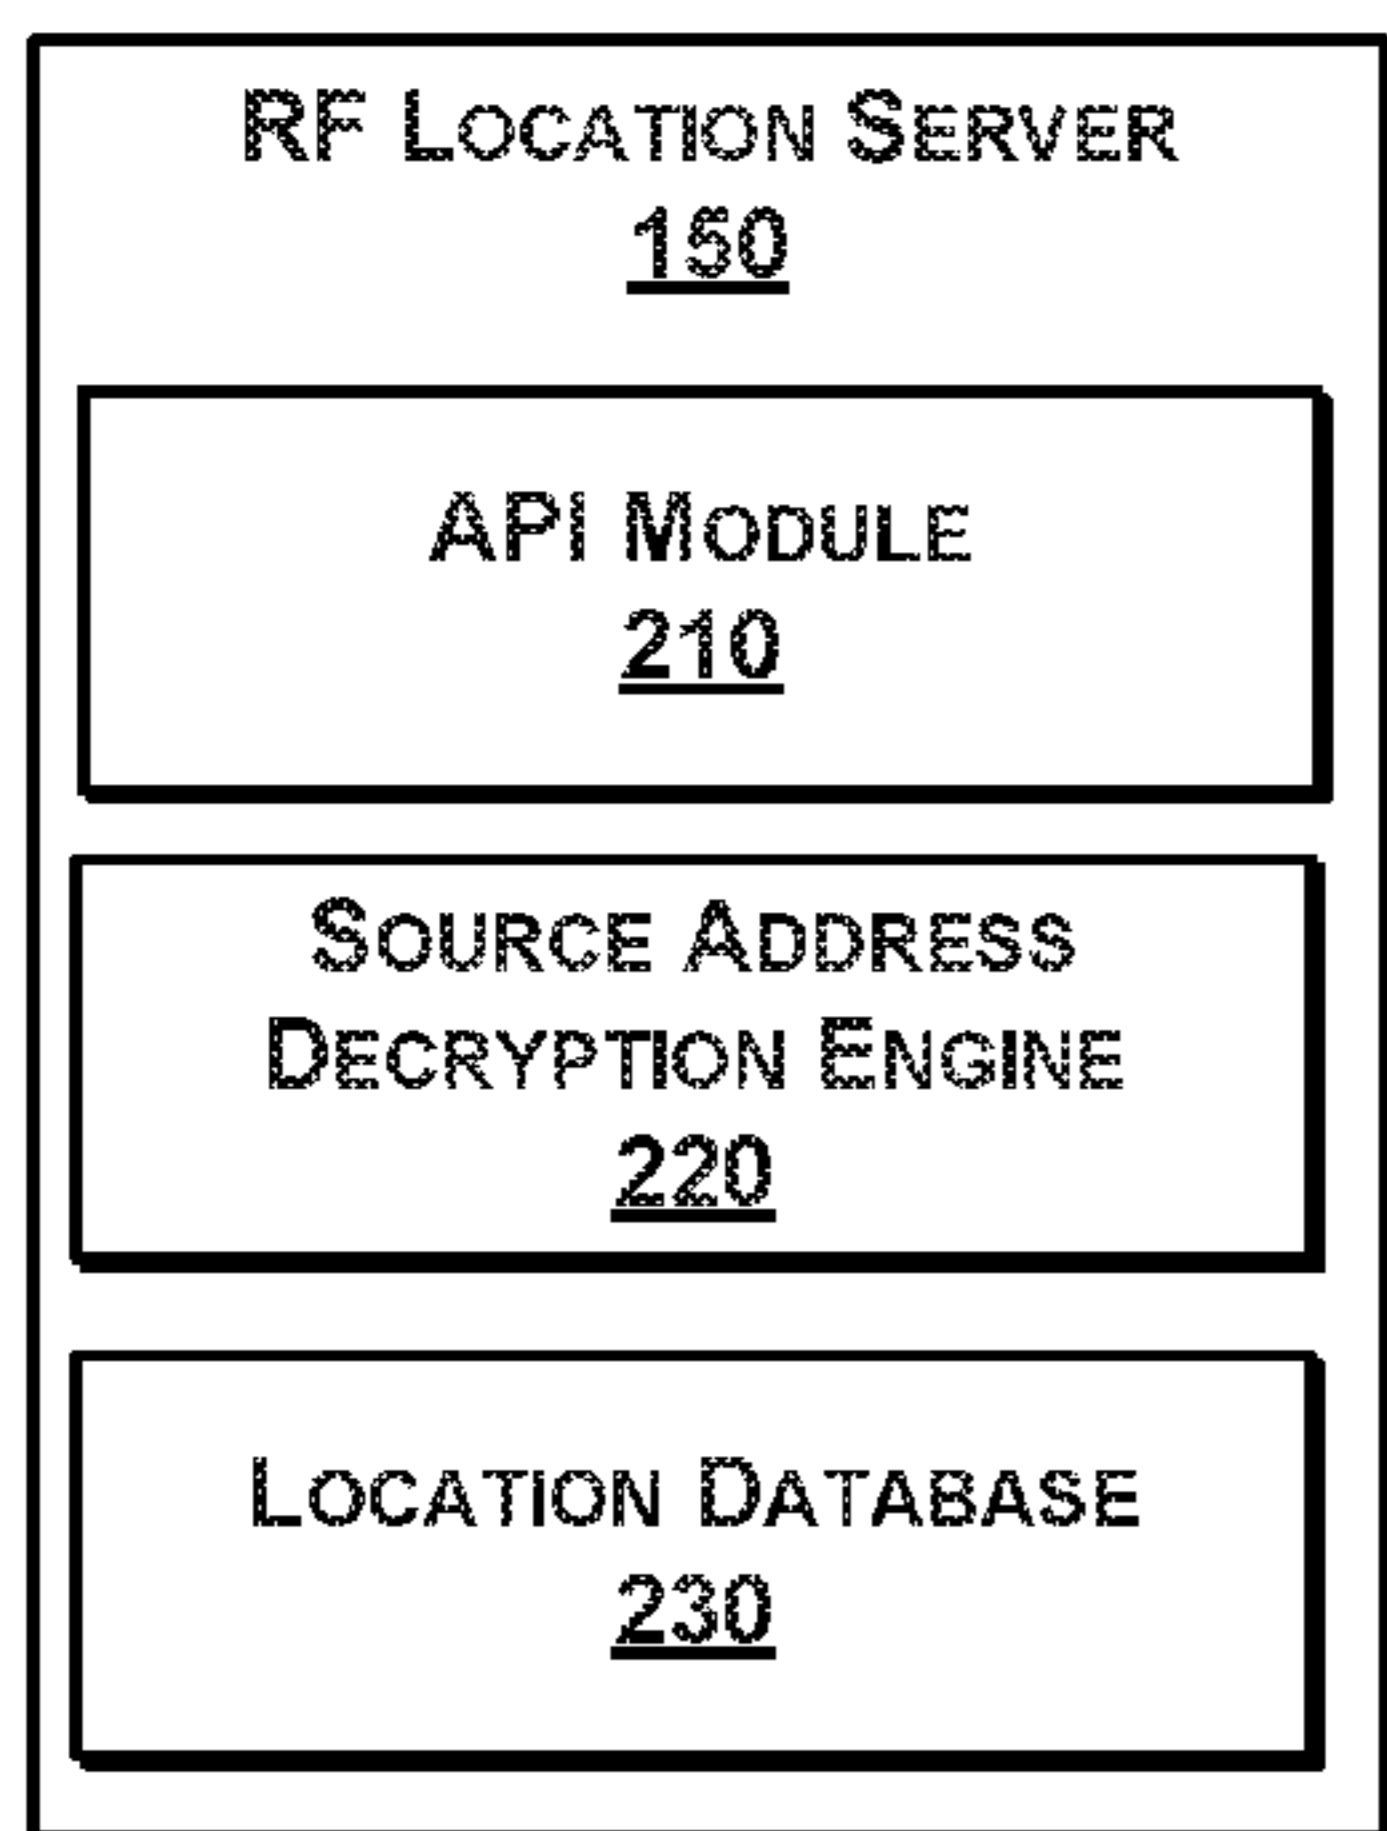 RF LOCATION SERVER
150
API MODULE
210
SOURCE ADDRESS
DECRYPTION ENGINE
220
LOCATION DATABASE
230